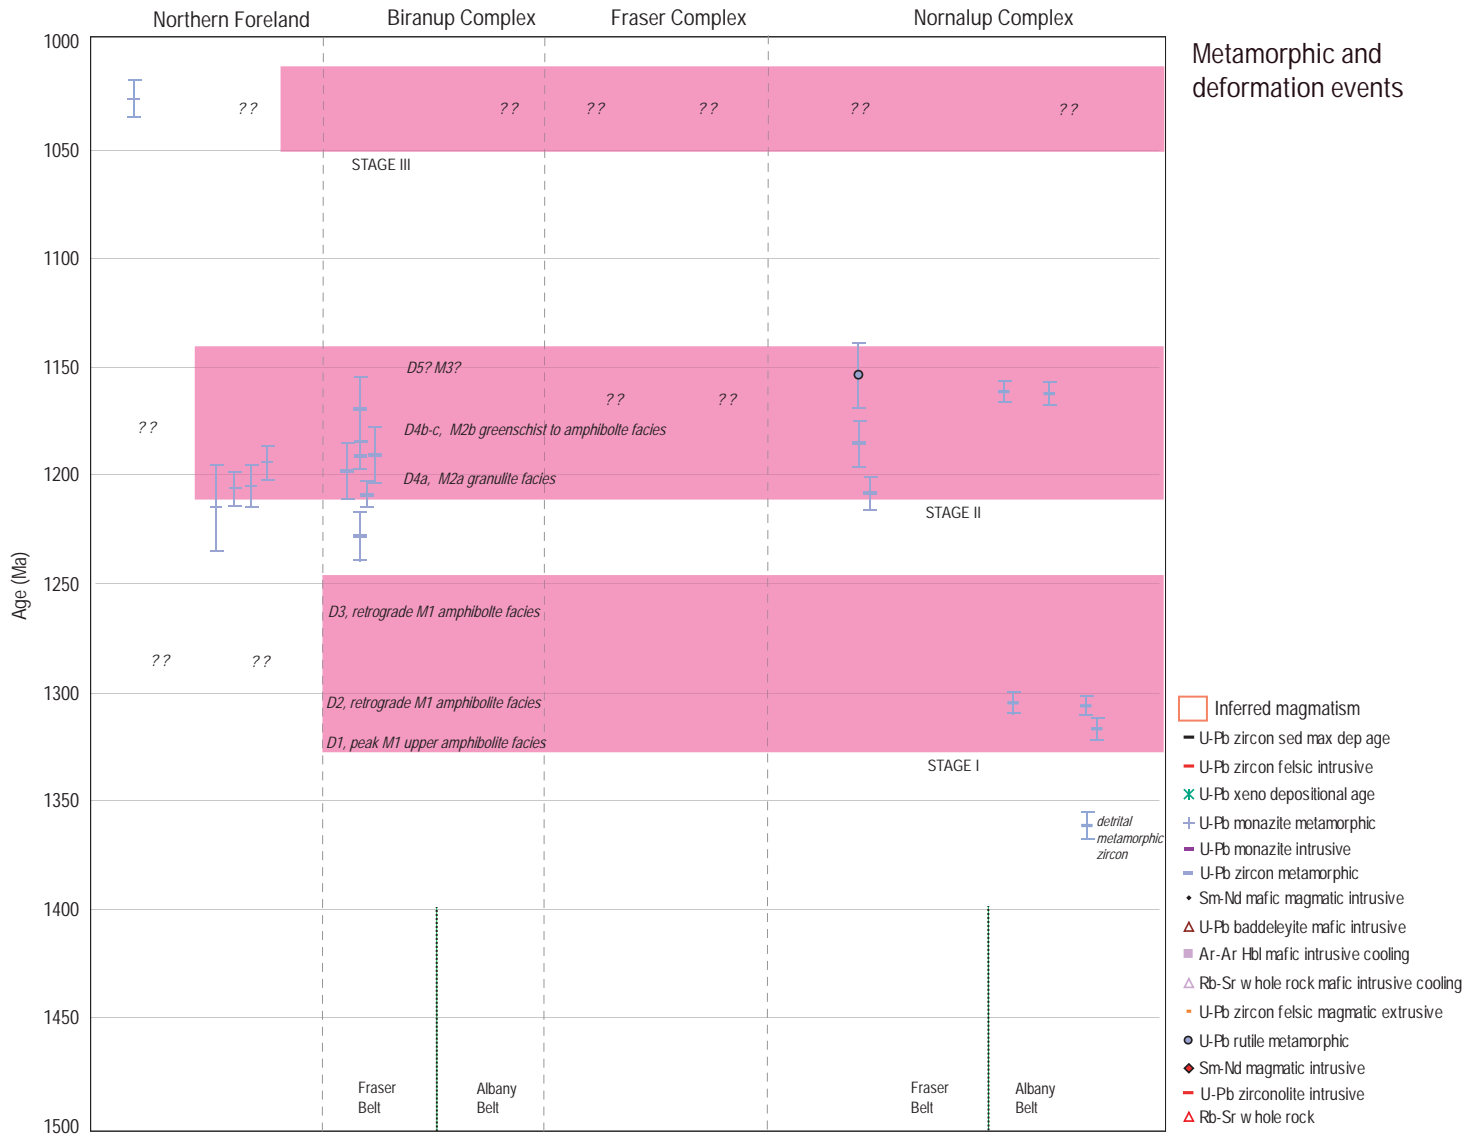 Northern Foreland
Biranup Complex
Fraser Complex
Nornalup Complex
Metamorphic and
deformation events
Age (Ma)
1000
1050
1100
1150
1200
1250
1300
1350
1400
1450
1500
??
??
??
??
??
??
STAGE III
D5? M3?
??
??
??
D4b-c, M2b greenschist to amphibolte facies
D4a, M2a granulite facies
STAGE II
D3, retrograde M1 amphibolte facies
??
??
D2, retrograde M1 amphibolite facies
D1, peak M1 upper amphibolite facies
STAGE I
detrital
metamorphic
zircon
Fraser
Belt
Albany
Belt
Fraser
Belt
Albany
Belt
Inferred magmatism
U-Pb zircon sed max dep age
U-Pb zircon felsic intrusive
U-Pb xeno depositional age
U-Pb monazite metamorphic
U-Pb monazite intrusive
U-Pb zircon metamorphic
Sm-Nd mafic magmatic intrusive
U-Pb baddeleyite mafic intrusive
Ar-Ar Hbl mafic intrusive cooling
Rb-Sr whole rock mafic intrusive cooling
U-Pb zircon felsic magmatic extrusive
U-Pb rutile metamorphic
Sm-Nd magmatic intrusive
U-Pb zirconolite intrusive
Rb-Sr whole rock